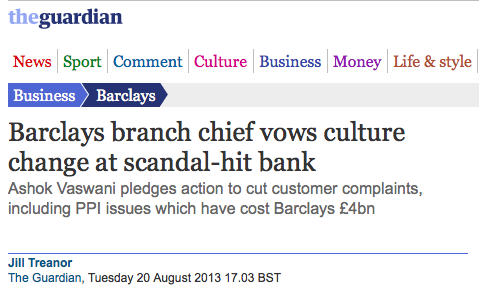 theguardian
News Sport Comment Culture Business Money Life & style
Business Barclays
Barclays branch chief vows culture
change at scandal-hit bank
Ashok Vaswani pledges action to cut customer complaints,
including PPI issues which have cost Barclays £4bn
Jill Treanor
The Guardian, Tuesday 20 August 2013 17.03 BST